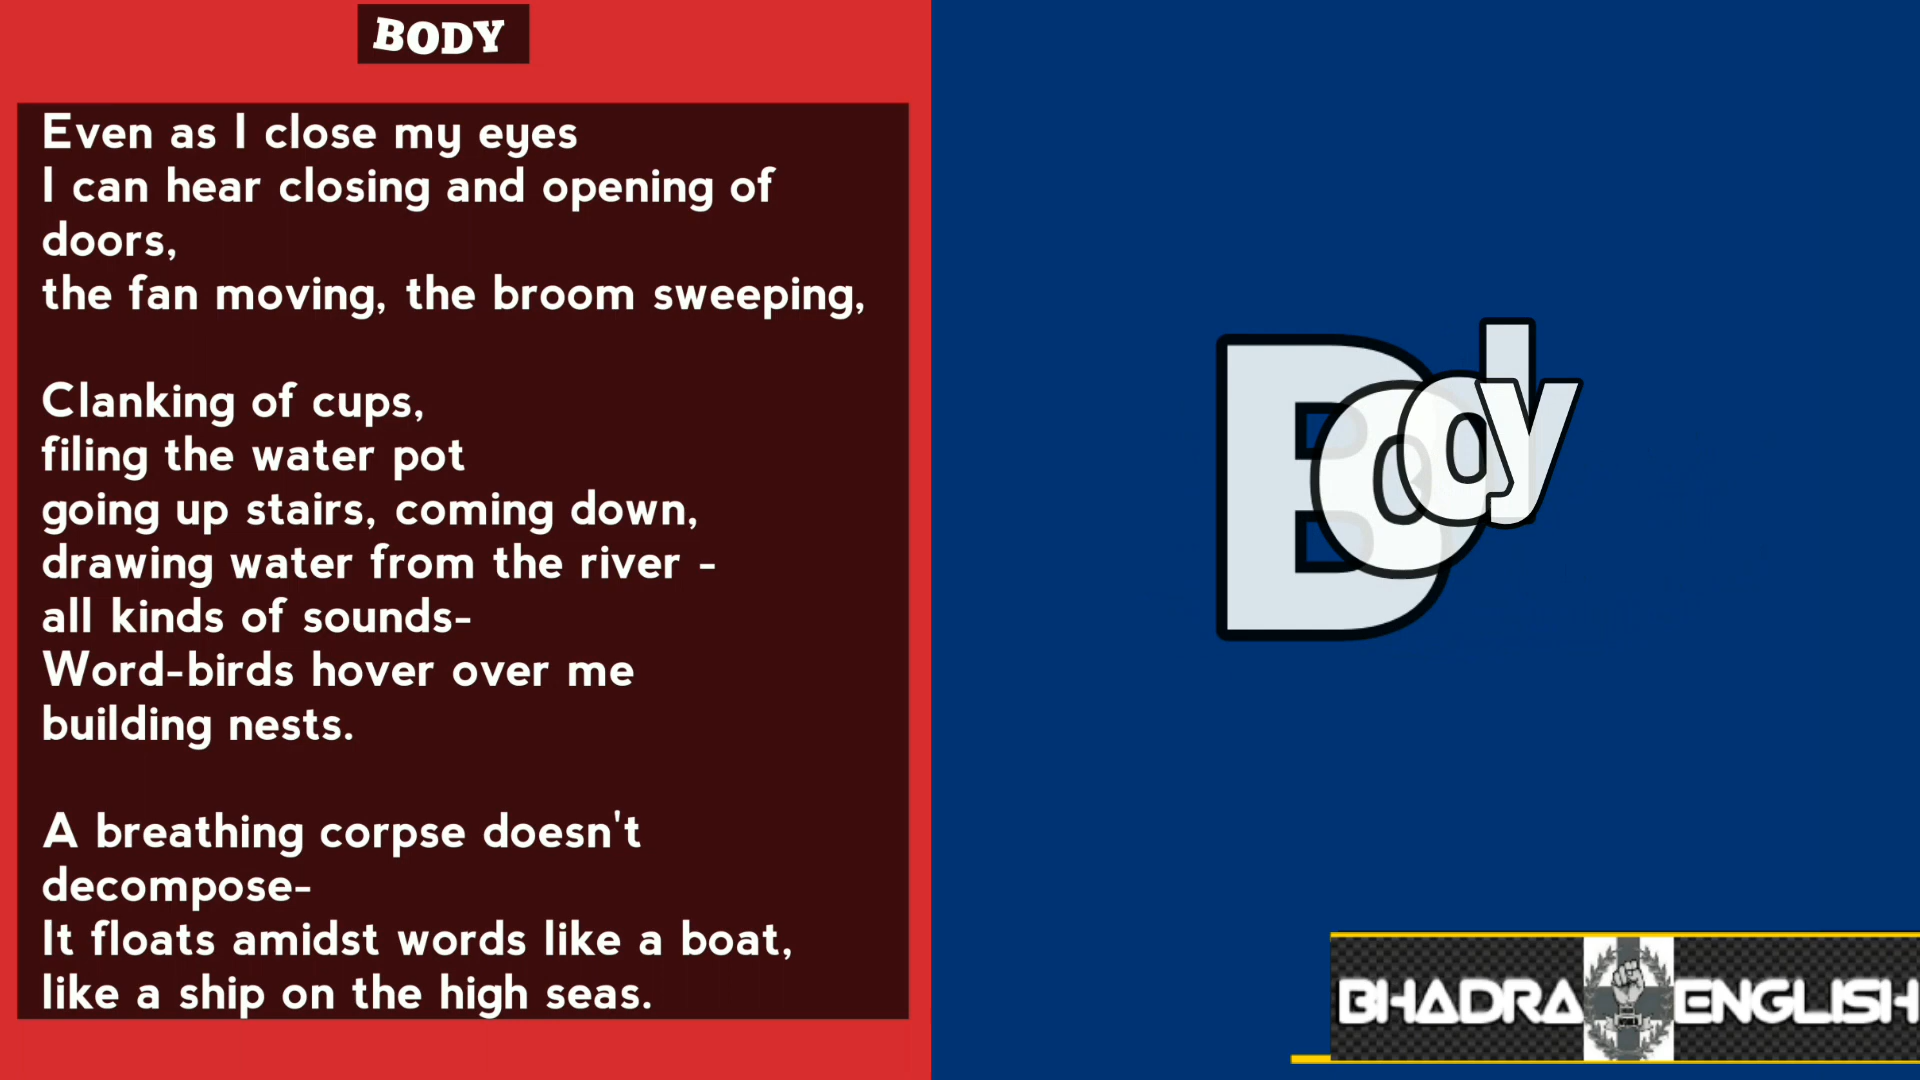 BODY
Even as I close my eyes
I can hear closing and opening of
doors,
the fan moving, the broom sweeping,
Clanking of cups,
filing the water pot
going up stairs, coming down,
drawing water from the river -
all kinds of sounds-
Word-birds hover over me
building nests.
A breathing corpse doesn't
decompose-
It floats amidst words like a boat,
like a ship on the high seas.
Body
BHADRA ENGLISH